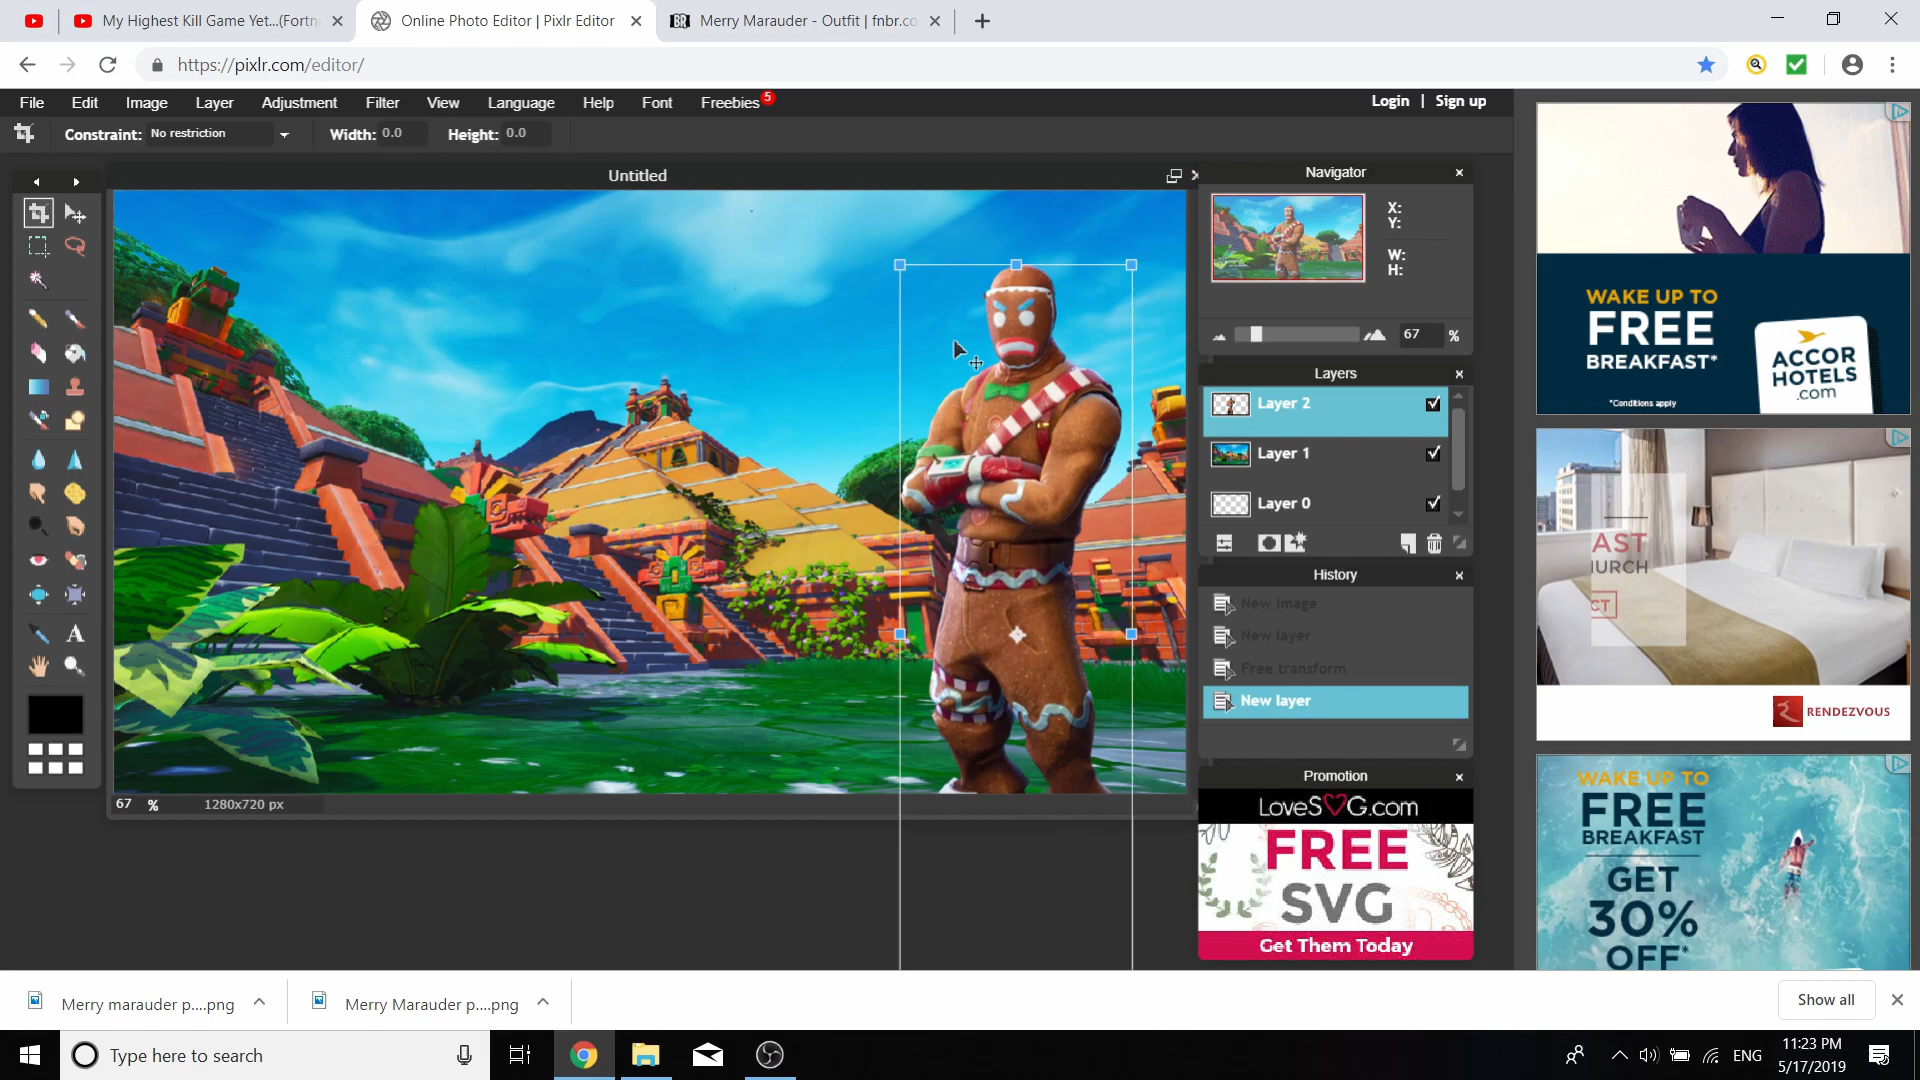 My Highest Kill Game Yet...(Fortn
Online Photo Editor | Pixlr Editor
BR
Merry Marauder - Outfit | fnbr.co
https://pixlr.com/editor/
File Edit Image Layer Adjustment Filter View Language Help Font Freebies 5
Login | Sign up
Constraint: No restriction Width: 0.0 Height: 0.0
Untitled
Navigator
X:
Y:
W:
H:
67 %
Layers
Layer 2
Layer 1
Layer 0
History
New image
New layer
Free transform
New layer
67 % 1280x720 px
Promotion
LoveSVG.com
FREE
SVG
Get Them Today
WAKE UP TO
FREE
BREAKFAST*
ACCOR
HOTELS
.com
*Conditions apply
AST
HURCH
CT
RENDEZVOUS
WAKE UP TO
FREE
BREAKFAST
GET
30%
OFF*
Merry marauder p....png
Merry Marauder p....png
Show all
Type here to search
ENG
11:23 PM
5/17/2019